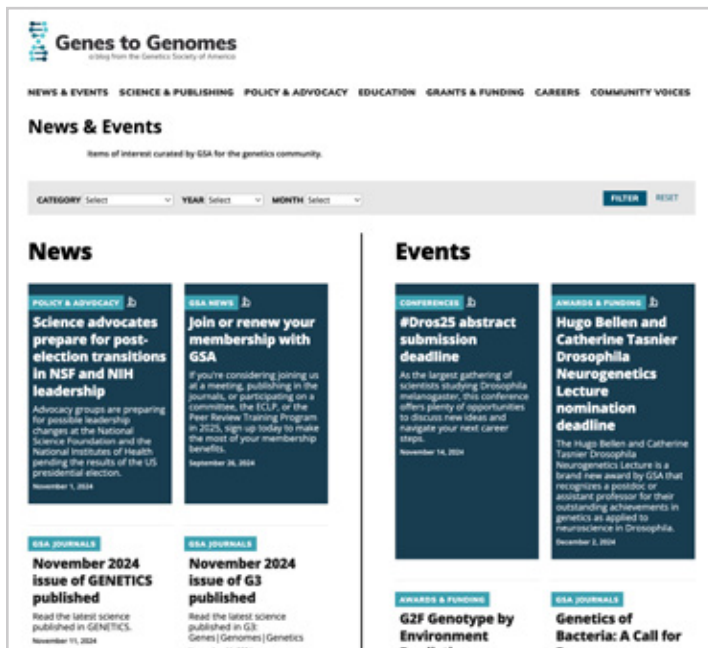 Genes to Genomes
a blog from the Genetics Society of America
NEWS & EVENTS SCIENCE & PUBLISHING POLICY & ADVOCACY EDUCATION GRANTS & FUNDING CAREERS COMMUNITY VOICES
News & Events
Items of interest curated by GSA for the genetics community.
CATEGORY Select YEAR Select MONTH Select FILTER RESET
News
POLICY & ADVOCACY
Science advocates
prepare for post-
election transitions
in NSF and NIH
leadership
Advocacy groups are preparing
for possible leadership
changes at the National
Science Foundation and the
National Institutes of Health
pending the results of the US
presidential election.
November 1, 2024
GSA NEWS
Join or renew your
membership with
GSA
If you're considering joining us
at a meeting, publishing in the
journals, or participating on a
committee, the ECLP, or the
Peer Review Training Program
in 2025, sign up today to make
the most of your membership
benefits.
September 26, 2024
GSA JOURNALS
November 2024
issue of GENETICS
published
Read the latest science
published in GENETICS.
November 11, 2024
GSA JOURNALS
November 2024
issue of G3
published
Read the latest science
published in G3:
Genes|Genomes|Genetics
Events
CONFERENCES
#Dros25 abstract
submission
deadline
As the largest gathering of
scientists studying Drosophila
melanogaster, this conference
offers plenty of opportunities
to discuss new ideas and
navigate your next career
steps.
November 14, 2024
AWARDS & FUNDING
Hugo Bellen and
Catherine Tasnier
Drosophila
Neurogenetics
Lecture
nomination
deadline
The Hugo Bellen and Catherine
Tasnier Drosophila
Neurogenetics Lecture is a
brand new award by GSA that
recognizes a postdoc or
assistant professor for their
outstanding achievements in
genetics as applied to
neuroscience in Drosophila.
December 2, 2024
AWARDS & FUNDING
G2F Genotype by
Environment
GSA JOURNALS
Genetics of
Bacteria: A Call for